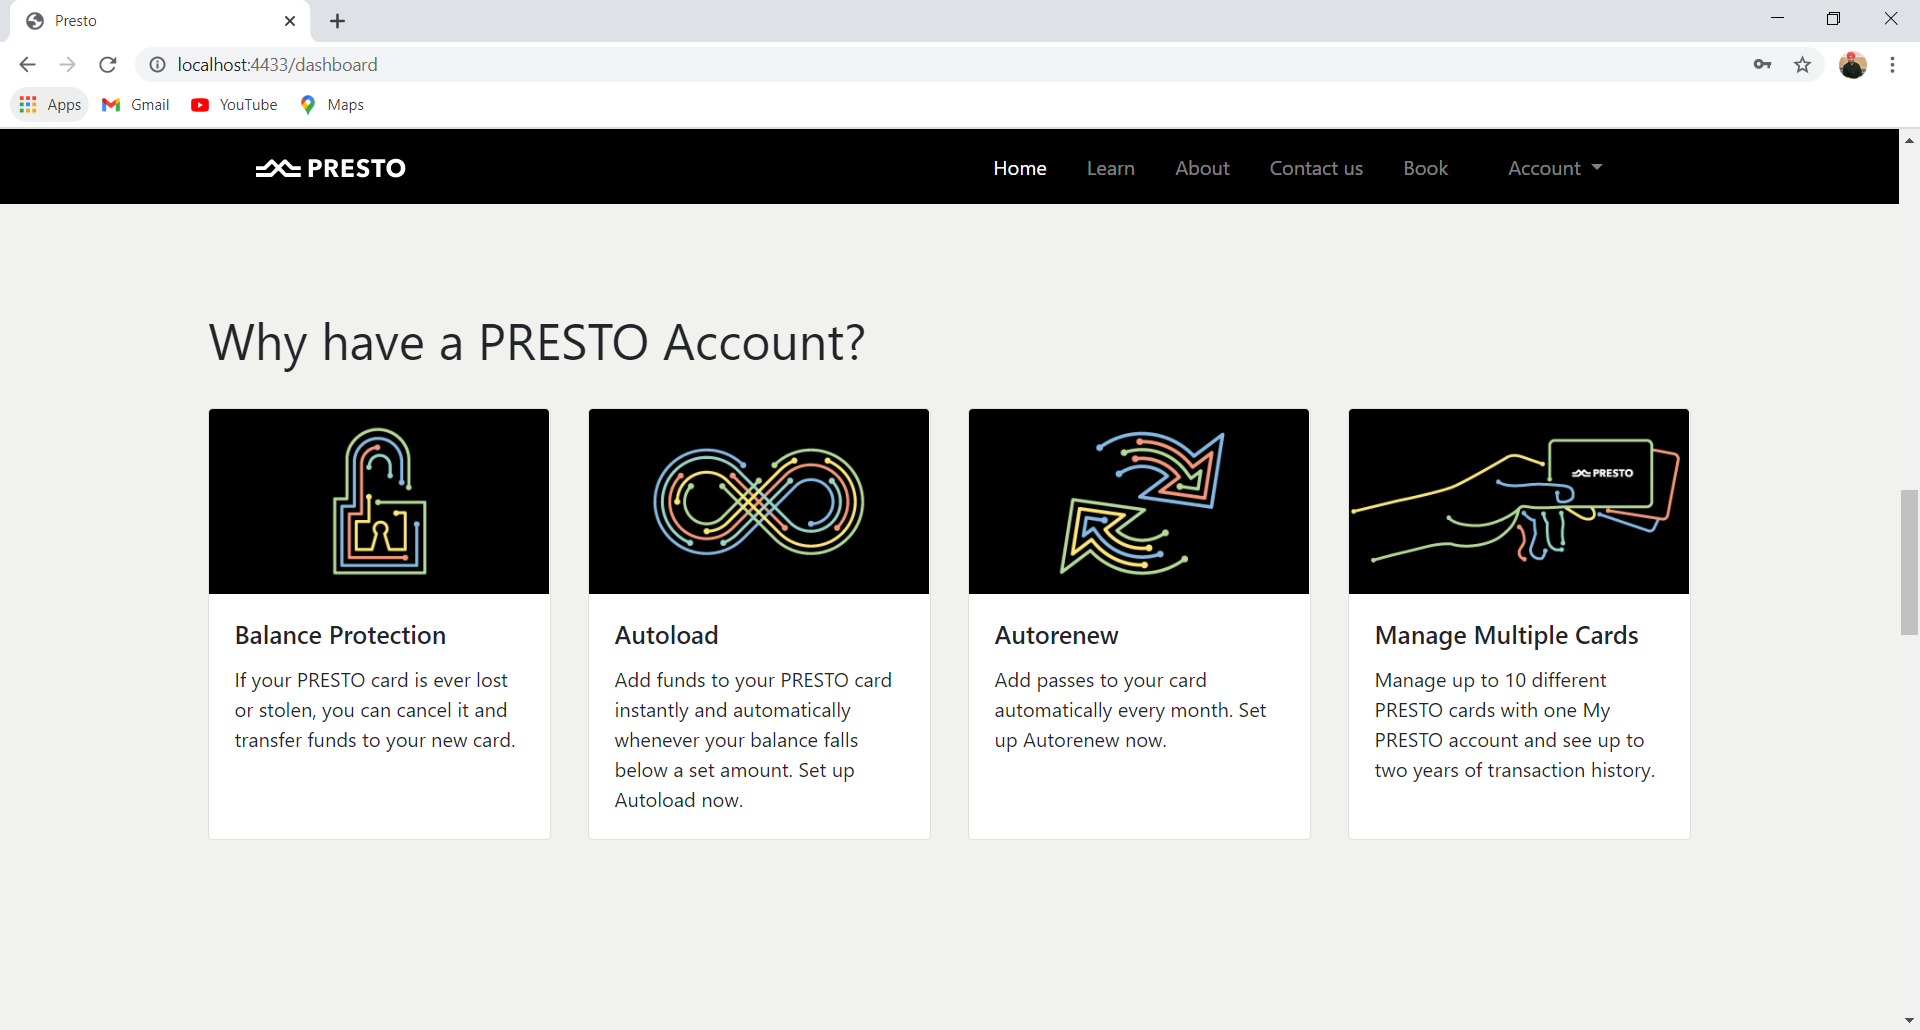 Presto
localhost:4433/dashboard
Apps Gmail YouTube Maps
PRESTO Home Learn About Contact us Book Account
Why have a PRESTO Account?
PRESTO
Balance Protection
If your PRESTO card is ever lost
or stolen, you can cancel it and
transfer funds to your new card.
Autoload
Add funds to your PRESTO card
instantly and automatically
whenever your balance falls
below a set amount. Set up
Autoload now.
Autorenew
Add passes to your card
automatically every month. Set
up Autorenew now.
Manage Multiple Cards
Manage up to 10 different
PRESTO cards with one My
PRESTO account and see up to
two years of transaction history.